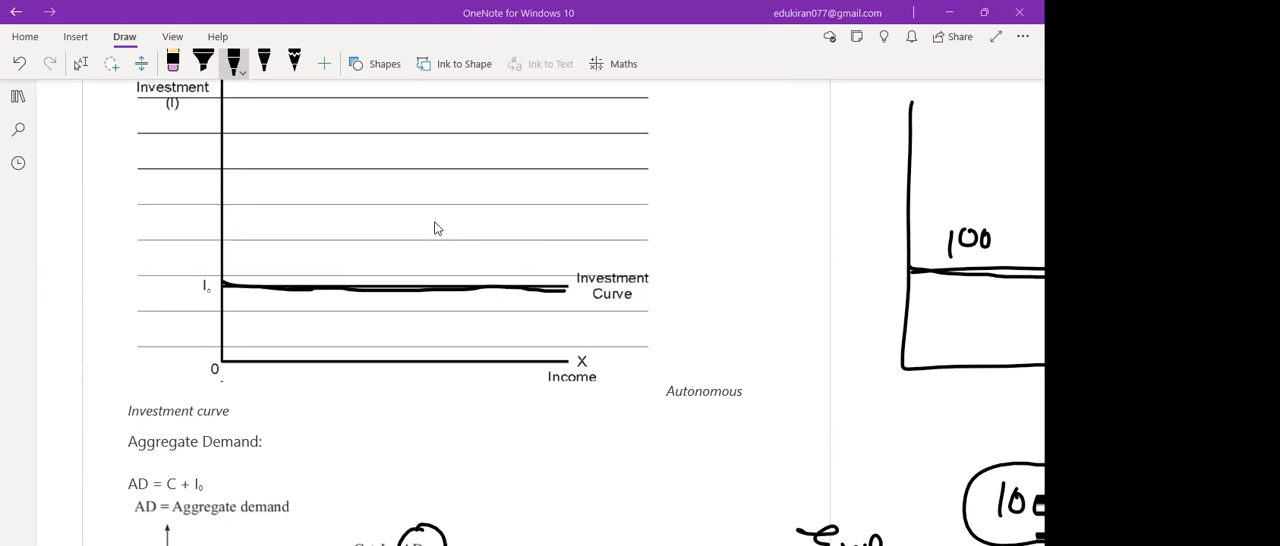 OneNote for Windows 10
edukiran077@gmail.com
Home Insert Draw View Help
Share
Shapes Ink to Shape Ink to Text Maths
Investment
(I)
100
I₀
Investment
Curve
0
X
Income
Autonomous
Investment curve
Aggregate Demand:
100
AD = C + I₀
AD = Aggregate demand